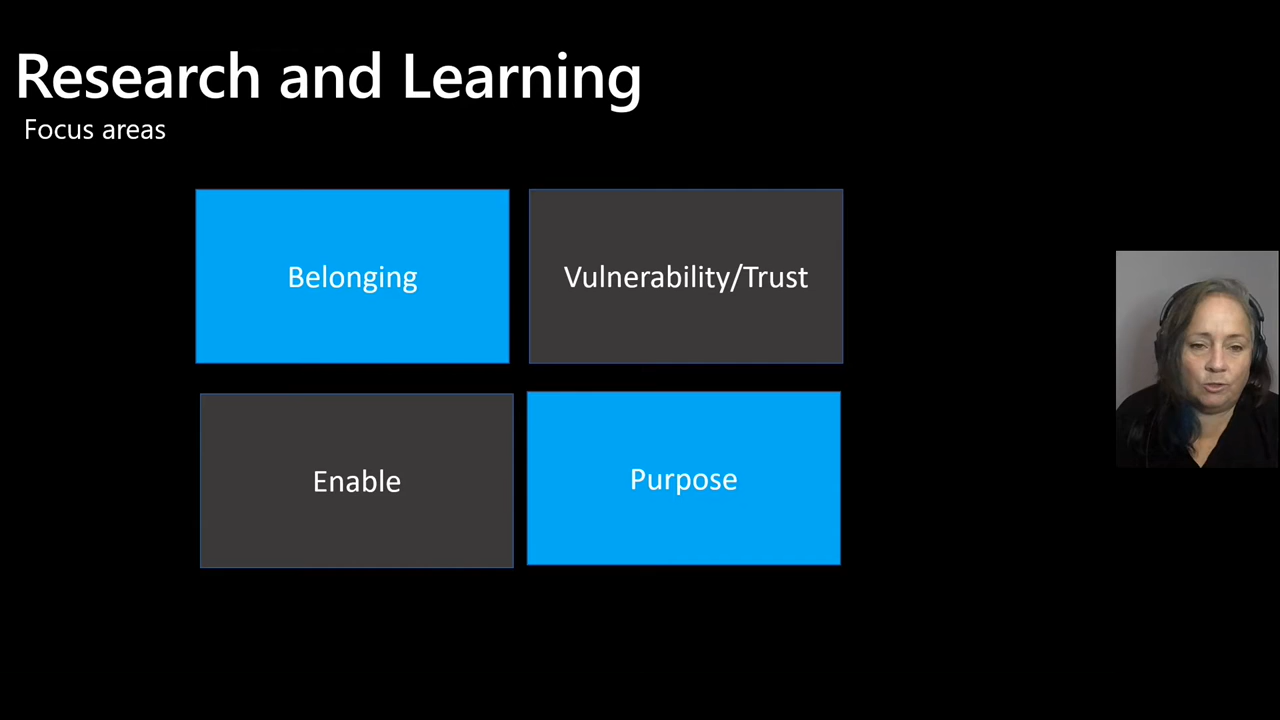 Research and Learning
Focus areas
Belonging
Vulnerability/Trust
Enable
Purpose